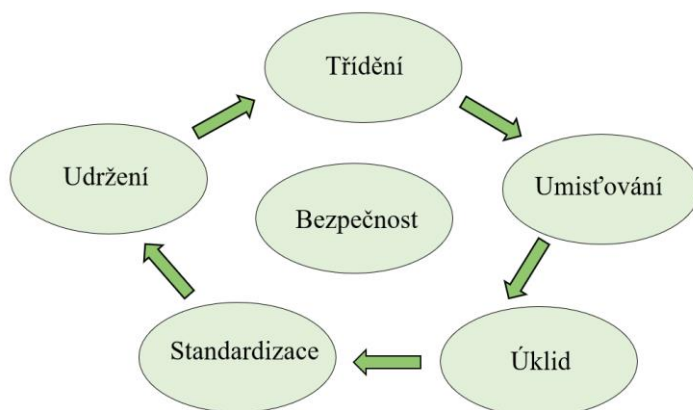 Třídění
Umisťování
Úklid
Standardizace
Udržení
Bezpečnost